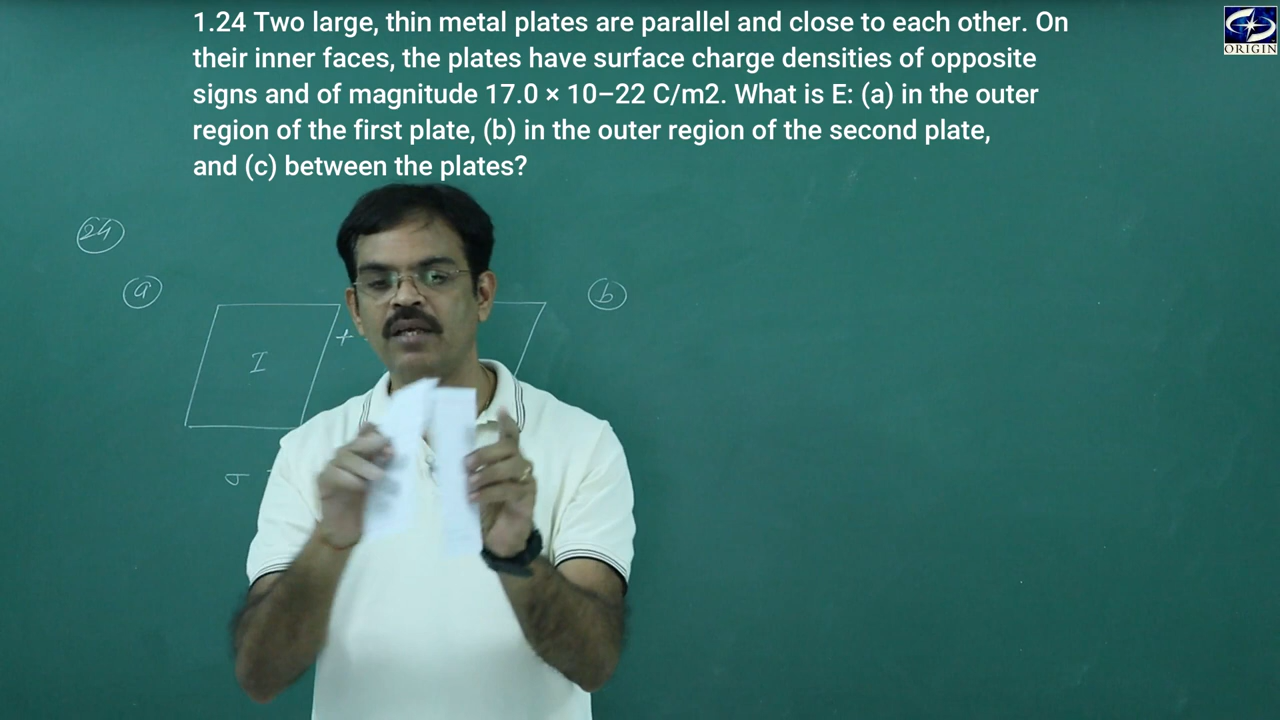 1.24 Two large, thin metal plates are parallel and close to each other. On
their inner faces, the plates have surface charge densities of opposite
signs and of magnitude 17.0 × 10–22 C/m2. What is E: (a) in the outer
region of the first plate, (b) in the outer region of the second plate,
and (c) between the plates?
ORIGIN
24
a
b
I
+
σ